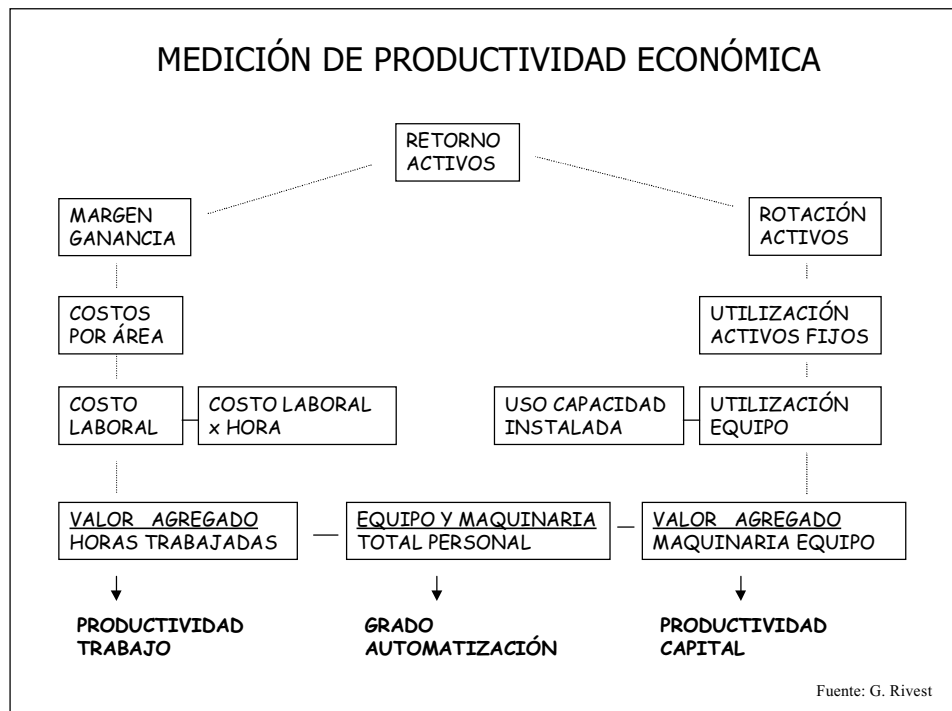 MEDICIÓN DE PRODUCTIVIDAD ECONÓMICA
RETORNO
ACTIVOS
MARGEN
GANANCIA
ROTACIÓN
ACTIVOS
COSTOS
POR ÁREA
UTILIZACIÓN
ACTIVOS FIJOS
COSTO
LABORAL
COSTO LABORAL
x HORA
USO CAPACIDAD
INSTALADA
UTILIZACIÓN
EQUIPO
VALOR AGREGADO
HORAS TRABAJADAS
EQUIPO Y MAQUINARIA
TOTAL PERSONAL
VALOR AGREGADO
MAQUINARIA EQUIPO
PRODUCTIVIDAD
TRABAJO
GRADO
AUTOMATIZACIÓN
PRODUCTIVIDAD
CAPITAL
Fuente: G. Rivest